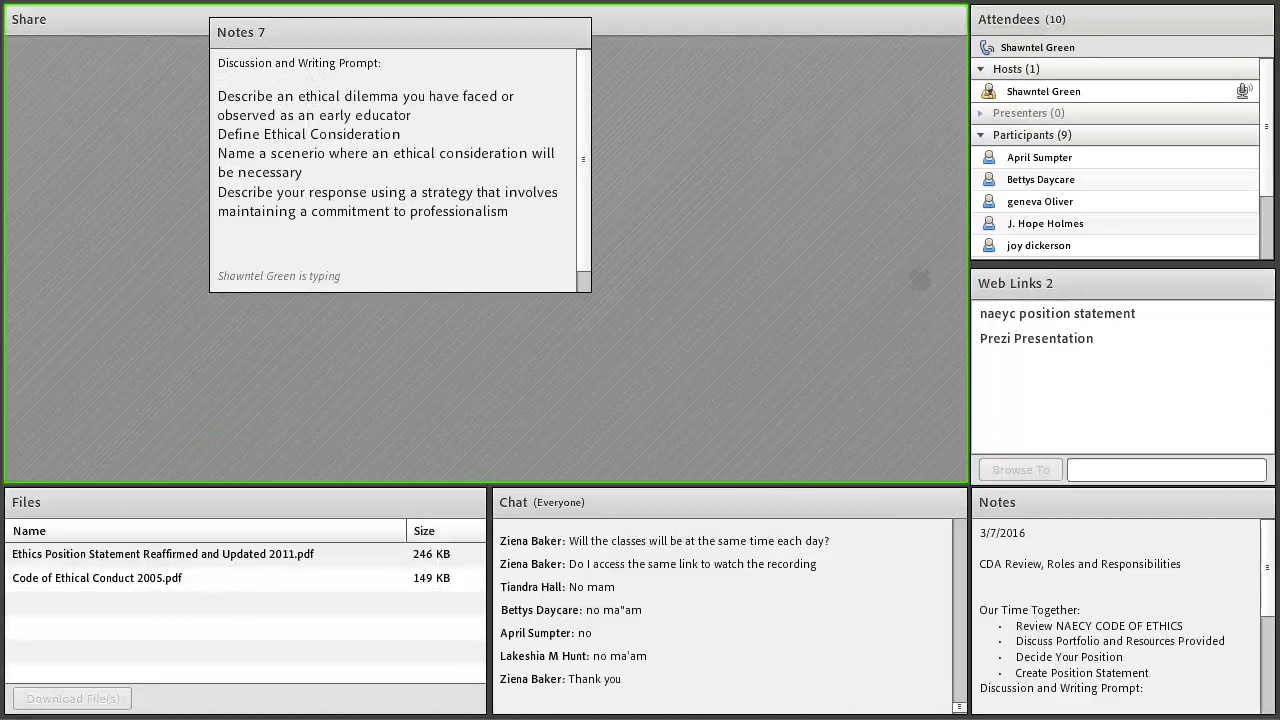 Share
Notes 7
Discussion and Writing Prompt:
Describe an ethical dilemma you have faced or
observed as an early educator
Define Ethical Consideration
Name a scenerio where an ethical consideration will
be necessary
Describe your response using a strategy that involves
maintaining a commitment to professionalism
Shawntel Green is typing
Attendees (10)
Shawntel Green
Hosts (1)
Shawntel Green
Presenters (0)
Participants (9)
April Sumpter
Bettys Daycare
geneva Oliver
J. Hope Holmes
joy dickerson
Web Links 2
naeyc position statement
Prezi Presentation
Browse To
Files
Name Size
Ethics Position Statement Reaffirmed and Updated 2011.pdf 246 KB
Code of Ethical Conduct 2005.pdf 149 KB
Download File(s)
Chat (Everyone)
Ziena Baker: Will the classes will be at the same time each day?
Ziena Baker: Do I access the same link to watch the recording
Tiandra Hall: No mam
Bettys Daycare: no ma"am
April Sumpter: no
Lakeshia M Hunt: no ma'am
Ziena Baker: Thank you
Notes
3/7/2016
CDA Review, Roles and Responsibilities
Our Time Together:
• Review NAECY CODE OF ETHICS
• Discuss Portfolio and Resources Provided
• Decide Your Position
• Create Position Statement
Discussion and Writing Prompt: